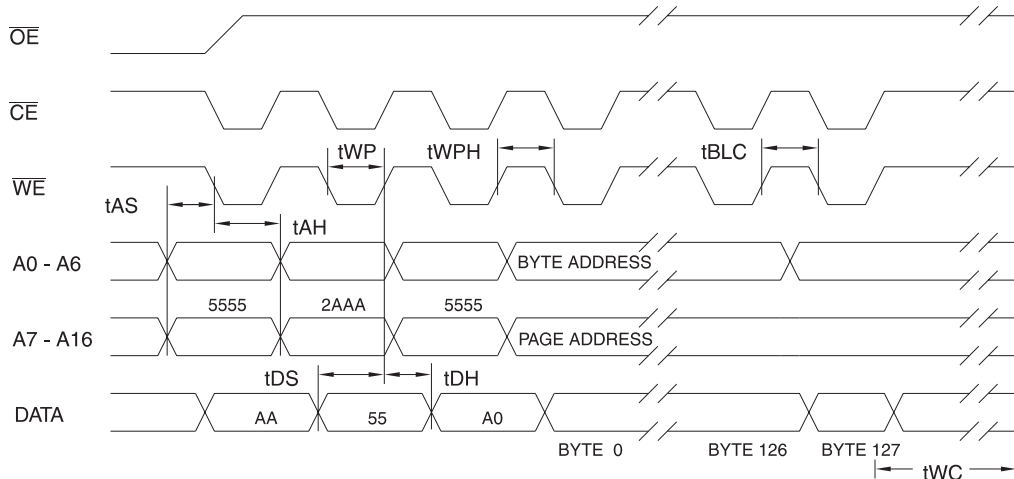 OE
CE
tWP
tWPH
tBLC
WE
tAS
tAH
A0 - A6
BYTE ADDRESS
5555
2AAA
5555
A7 - A16
PAGE ADDRESS
tDS
tDH
DATA
AA
55
A0
BYTE 0
BYTE 126
BYTE 127
tWC